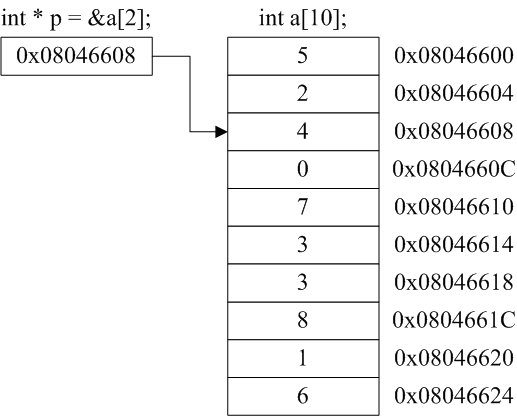 int * p = &a[2]; int a[10];
0x08046608 5 0x08046600
2 0x08046604
4 0x08046608
0 0x0804660C
7 0x08046610
3 0x08046614
3 0x08046618
8 0x0804661C
1 0x08046620
6 0x08046624